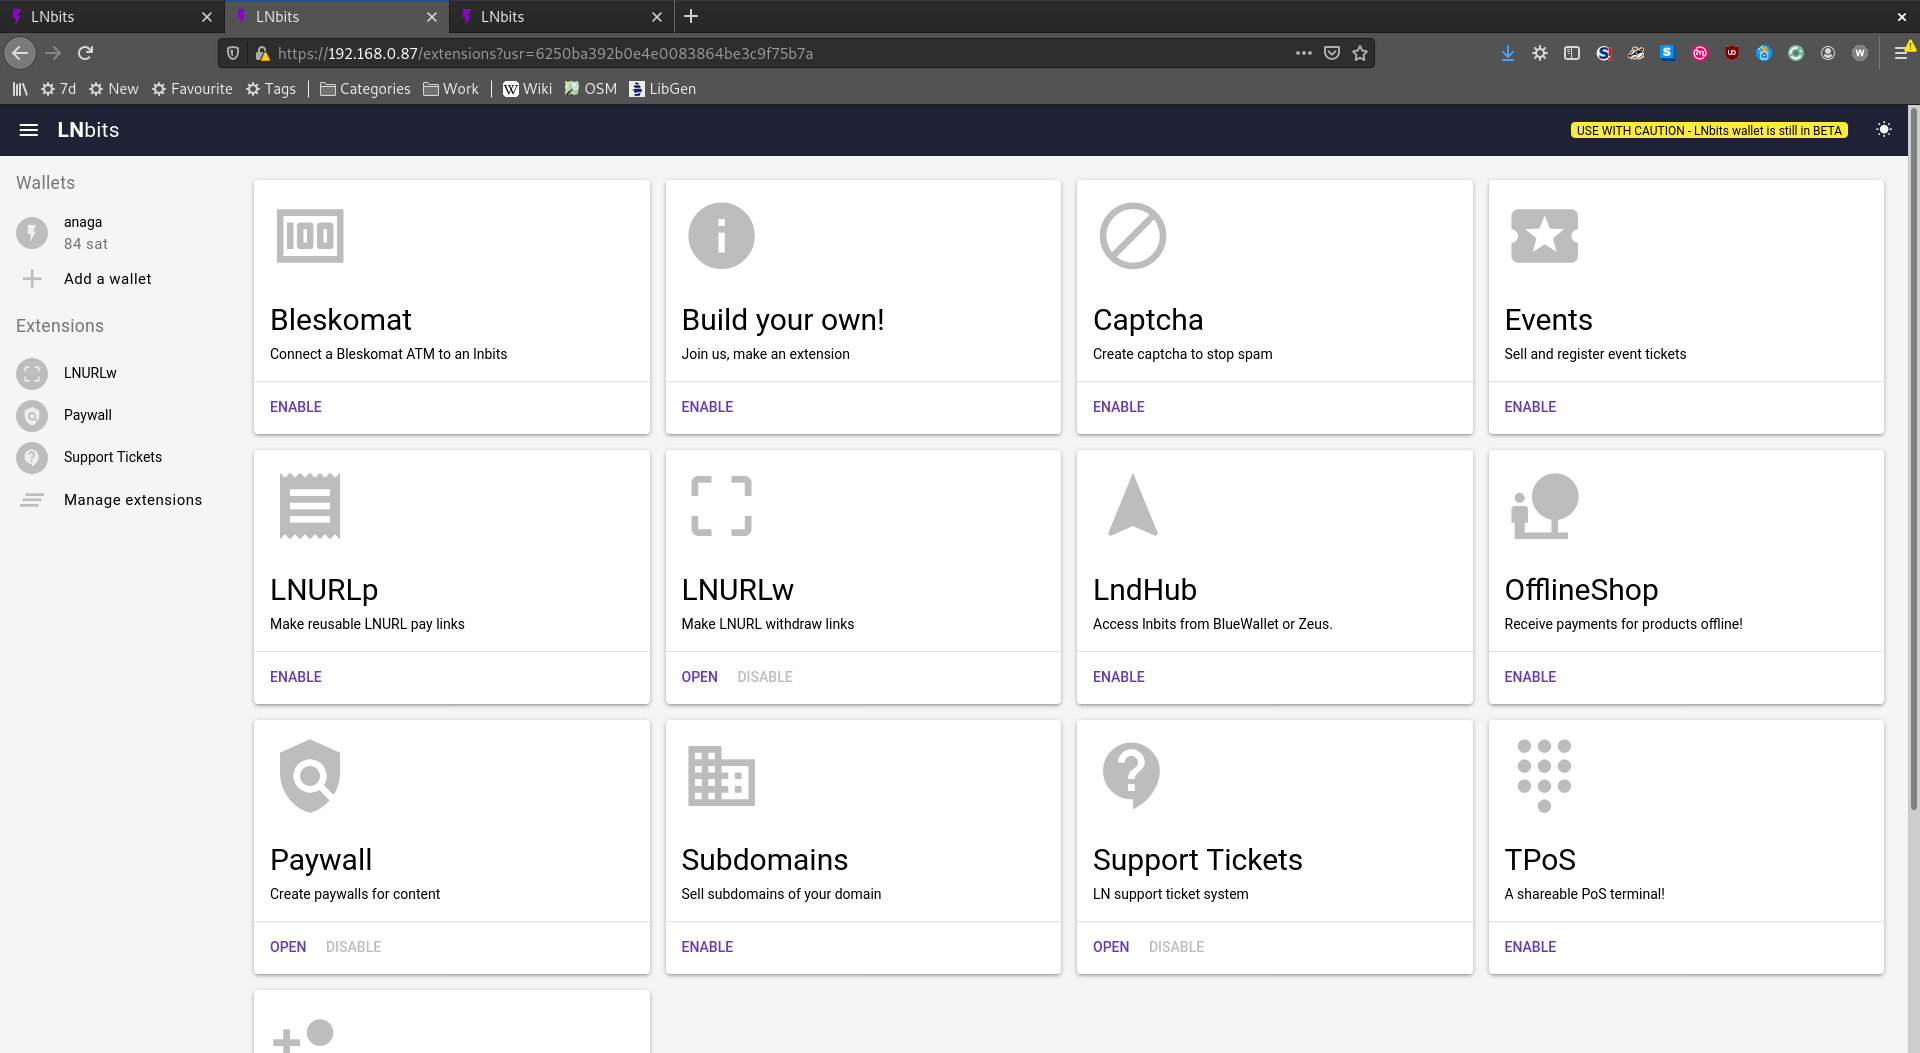 LNbits
LNbits
LNbits
https://192.168.0.87/extensions?usr=6250ba392b0e4e0083864be3c9f75b7a
7d New Favourite Tags Categories Work Wiki OSM LibGen
LNbits
USE WITH CAUTION - LNbits wallet is still in BETA
Wallets
anaga
84 sat
Add a wallet
Extensions
LNURLw
Paywall
Support Tickets
Manage extensions
100
Bleskomat
Connect a Bleskomat ATM to an lnbits
ENABLE
Build your own!
Join us, make an extension
ENABLE
Captcha
Create captcha to stop spam
ENABLE
Events
Sell and register event tickets
ENABLE
LNURLp
Make reusable LNURL pay links
ENABLE
LNURLw
Make LNURL withdraw links
OPEN DISABLE
LndHub
Access lnbits from BlueWallet or Zeus.
ENABLE
OfflineShop
Receive payments for products offline!
ENABLE
Paywall
Create paywalls for content
OPEN DISABLE
Subdomains
Sell subdomains of your domain
ENABLE
Support Tickets
LN support ticket system
OPEN DISABLE
TPoS
A shareable PoS terminal!
ENABLE